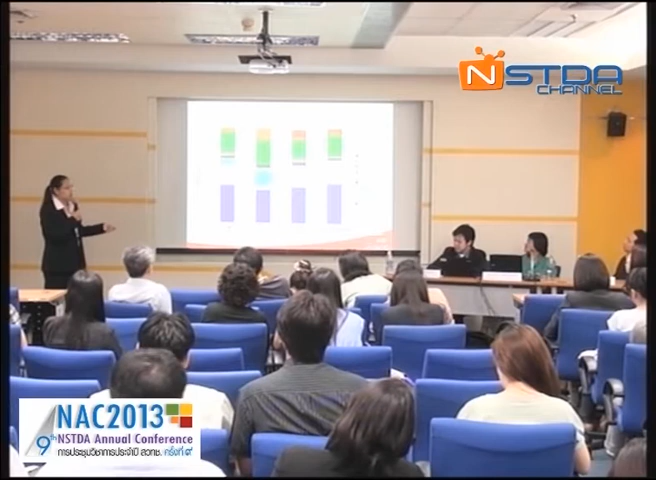 NSTDA
CHANNEL
NAC2013
9th NSTDA Annual Conference
การประชุมวิชาการประจำปี สวทช. ครั้งที่ ๙